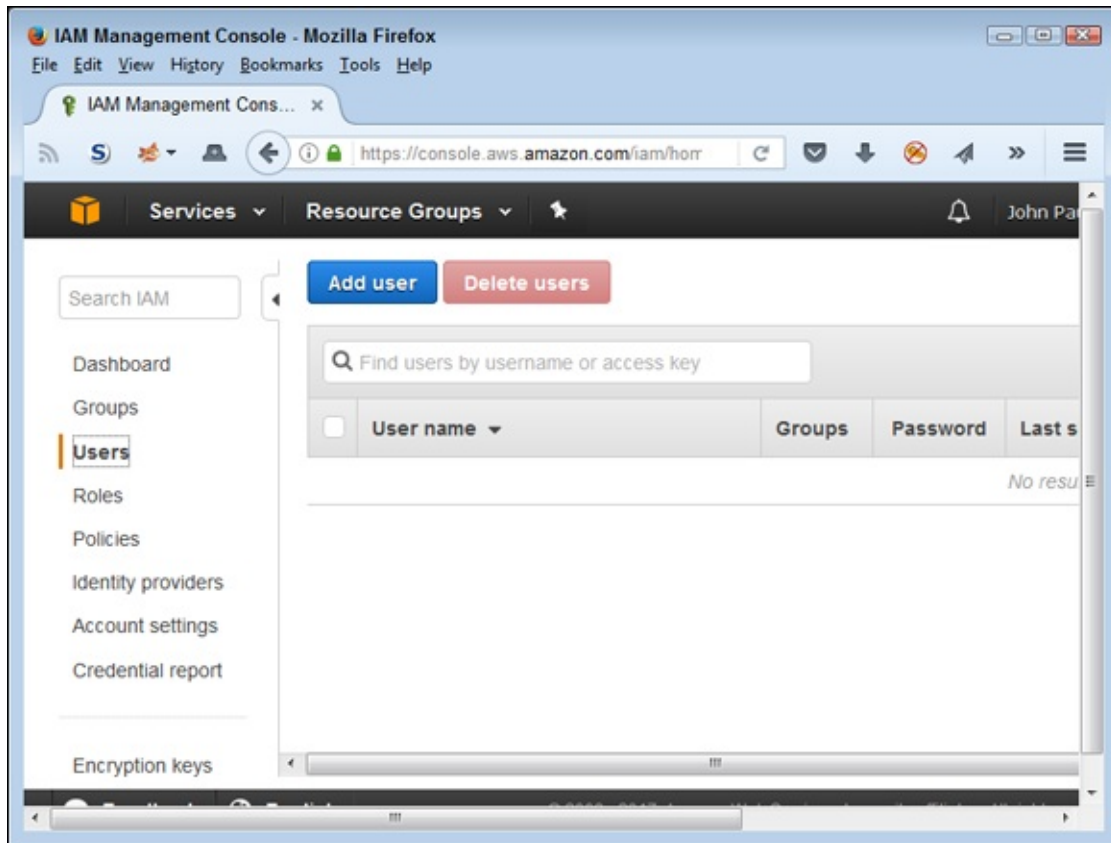 IAM Management Console - Mozilla Firefox
File Edit View History Bookmarks Tools Help
IAM Management Cons... ×
https://console.aws.amazon.com/iam/hom
Services Resource Groups John Pa
Add user Delete users
Search IAM
Find users by username or access key
Dashboard
Groups
User name Groups Password Last s
Users
No resu
Roles
Policies
Identity providers
Account settings
Credential report
Encryption keys